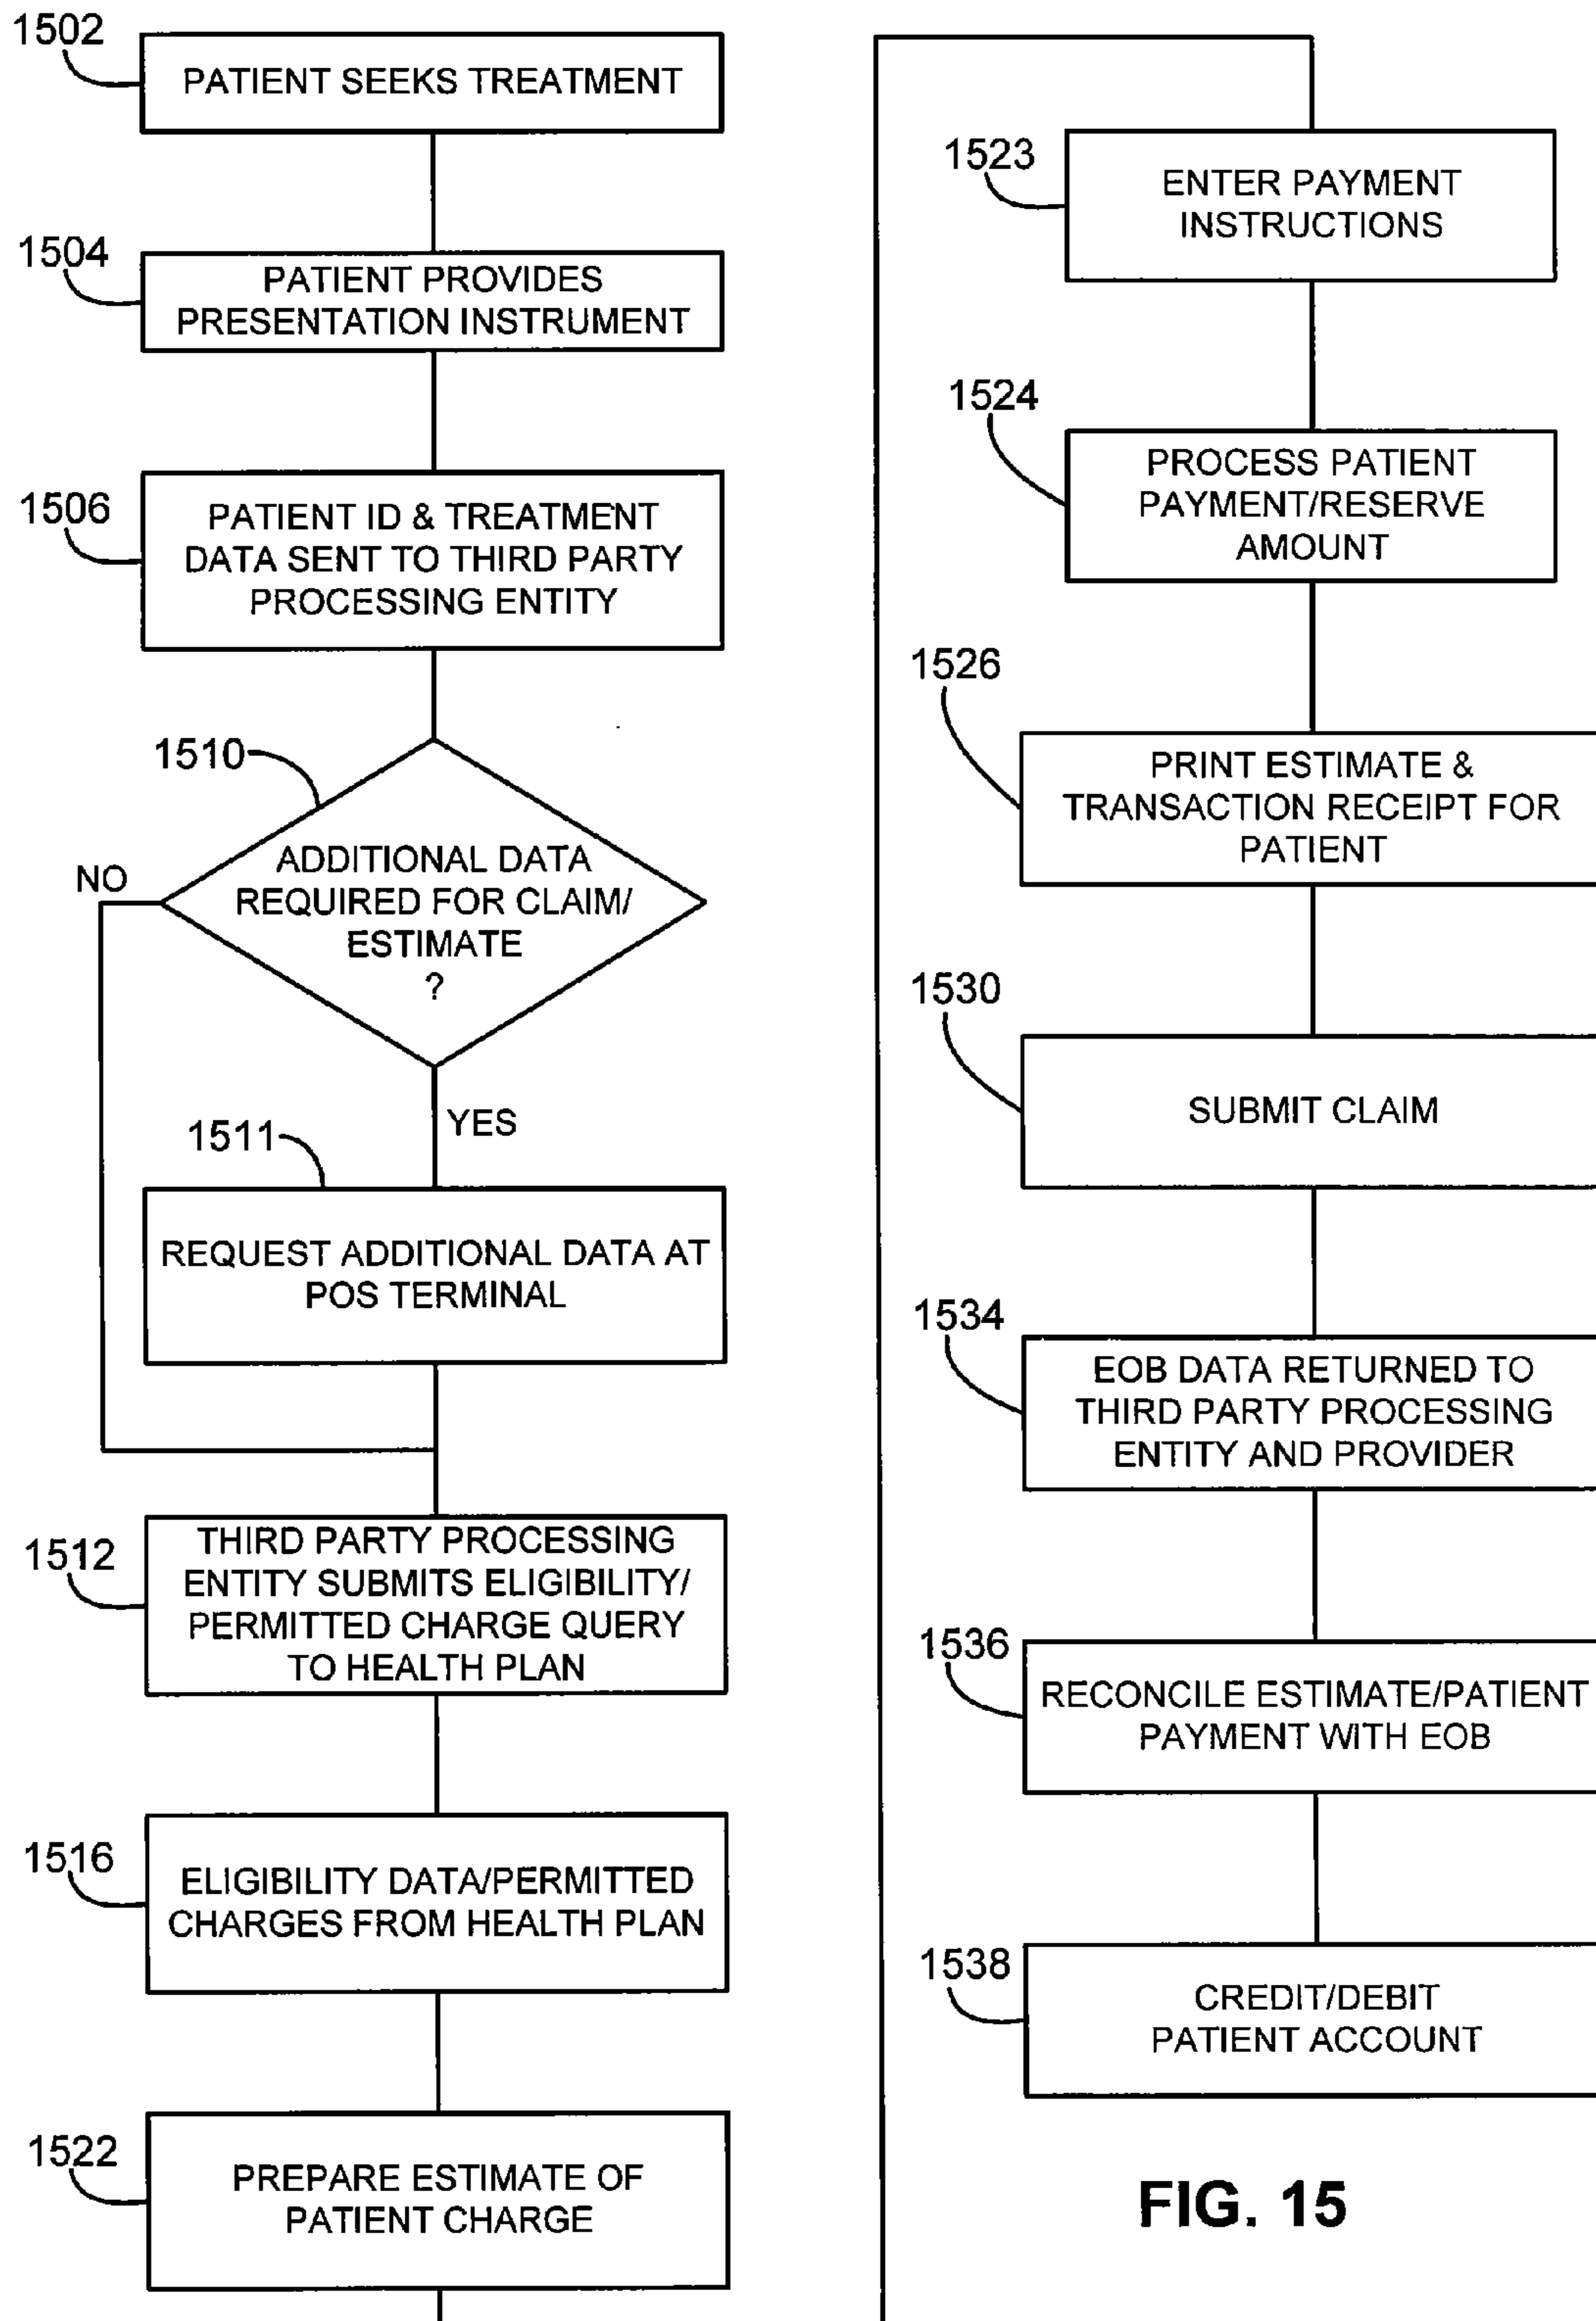 1502
PATIENT SEEKS TREATMENT
1504
PATIENT PROVIDES
PRESENTATION INSTRUMENT
1506
PATIENT ID & TREATMENT
DATA SENT TO THIRD PARTY
PROCESSING ENTITY
1510
NO
ADDITIONAL DATA
REQUIRED FOR CLAIM/
ESTIMATE
?
YES
1511
REQUEST ADDITIONAL DATA AT
POS TERMINAL
1512
THIRD PARTY PROCESSING
ENTITY SUBMITS ELIGIBILITY/
PERMITTED CHARGE QUERY
TO HEALTH PLAN
1516
ELIGIBILITY DATA/PERMITTED
CHARGES FROM HEALTH PLAN
1522
PREPARE ESTIMATE OF
PATIENT CHARGE
1523
ENTER PAYMENT
INSTRUCTIONS
1524
PROCESS PATIENT
PAYMENT/RESERVE
AMOUNT
1526
PRINT ESTIMATE &
TRANSACTION RECEIPT FOR
PATIENT
1530
SUBMIT CLAIM
1534
EOB DATA RETURNED TO
THIRD PARTY PROCESSING
ENTITY AND PROVIDER
1536
RECONCILE ESTIMATE/PATIENT
PAYMENT WITH EOB
1538
CREDIT/DEBIT
PATIENT ACCOUNT
FIG. 15